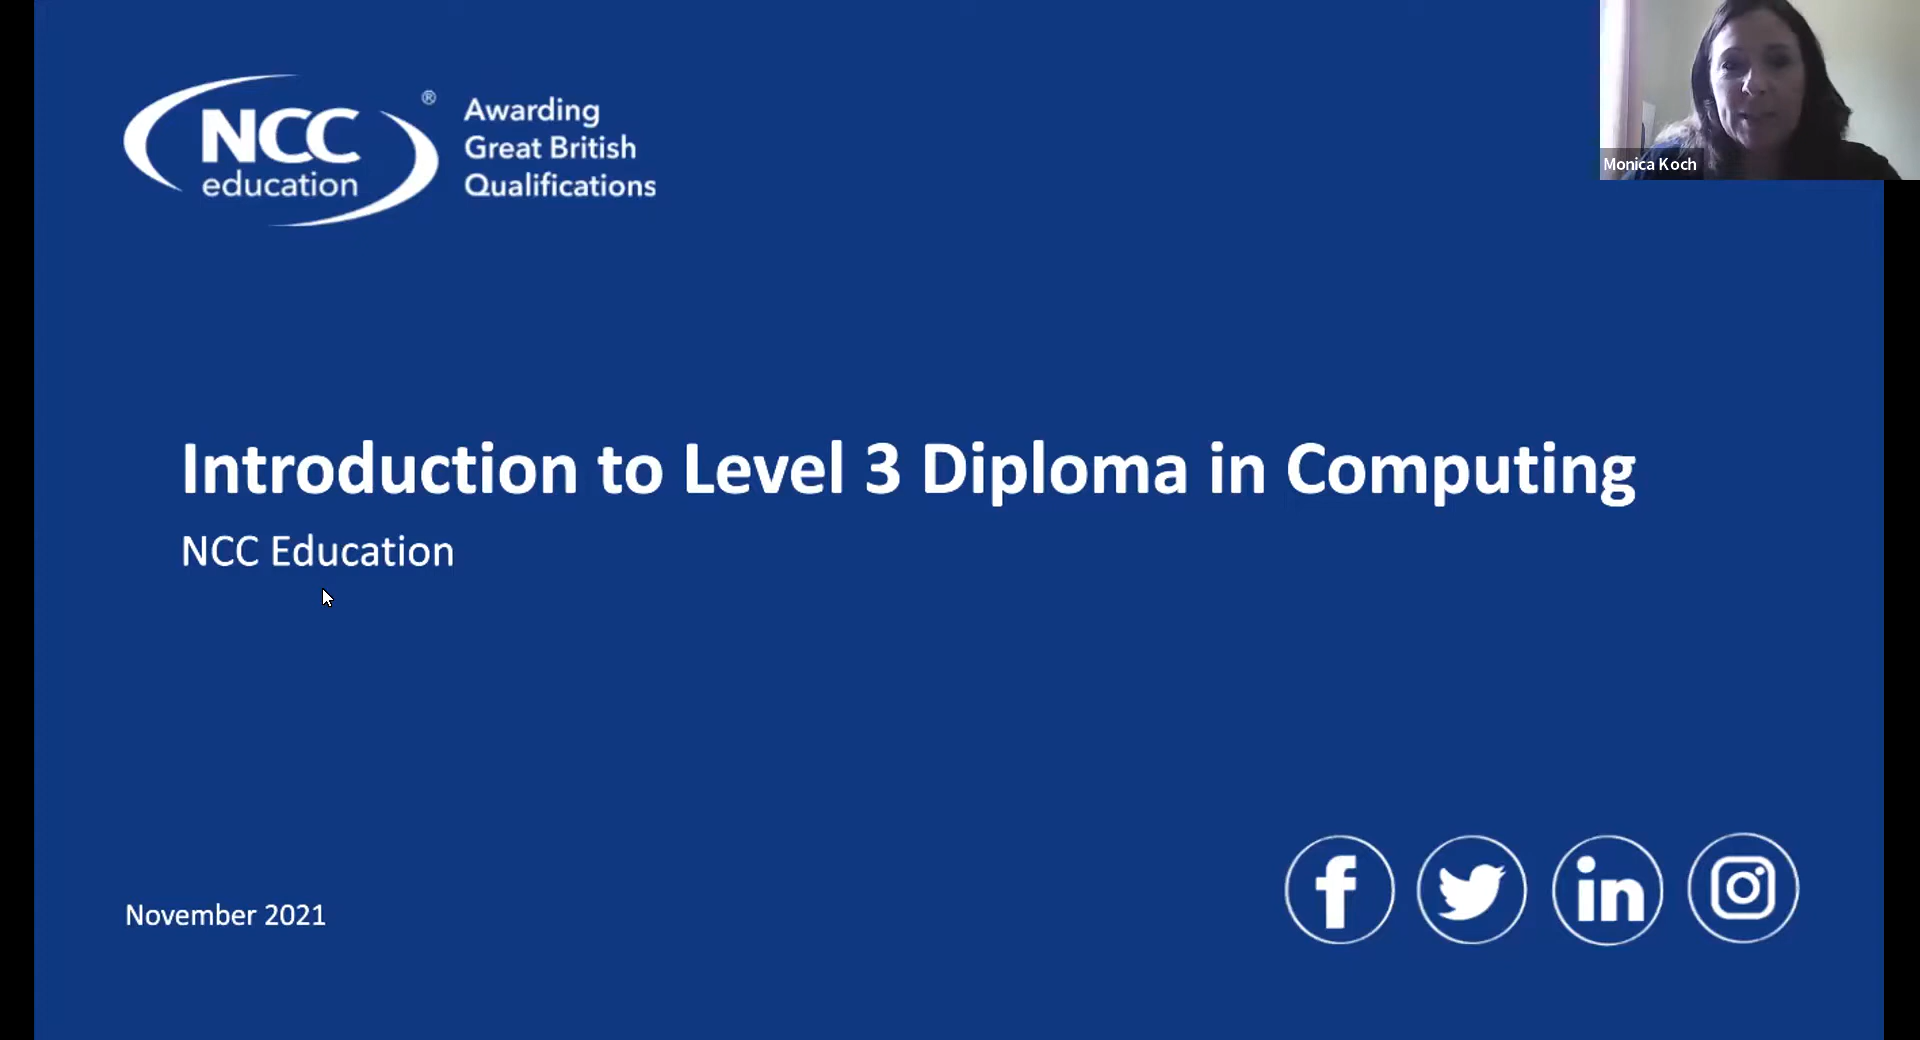 NCC
education
®
Awarding
Great British
Qualifications
Monica Koch
Introduction to Level 3 Diploma in Computing
NCC Education
November 2021
f
in